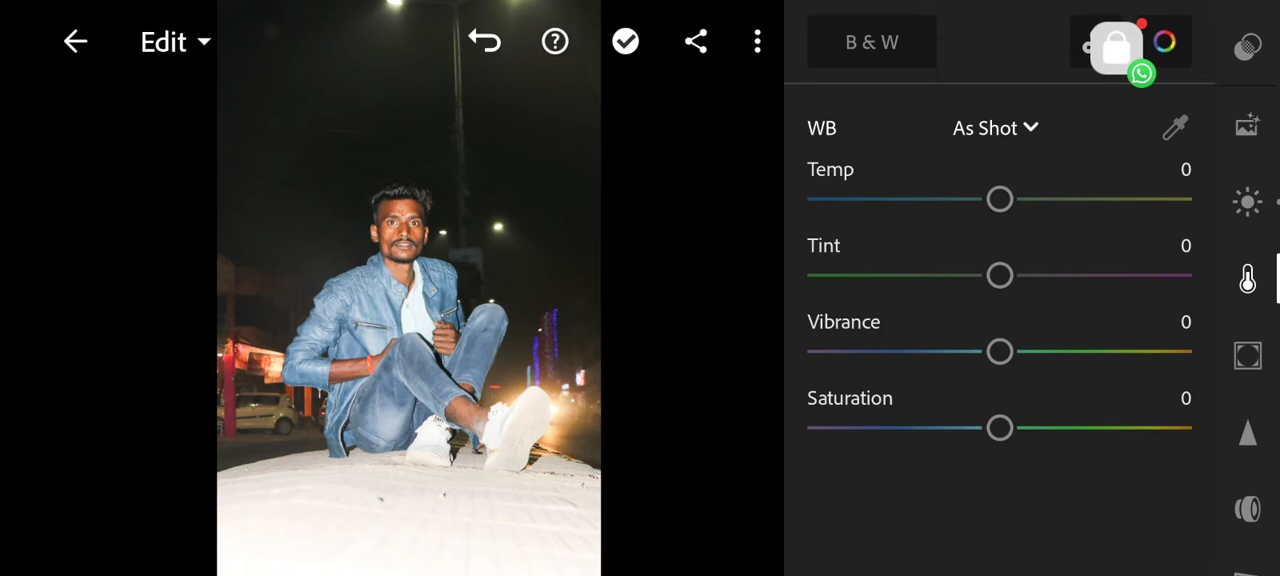 Edit
B & W
WB
As Shot
Temp
0
Tint
0
Vibrance
0
Saturation
0